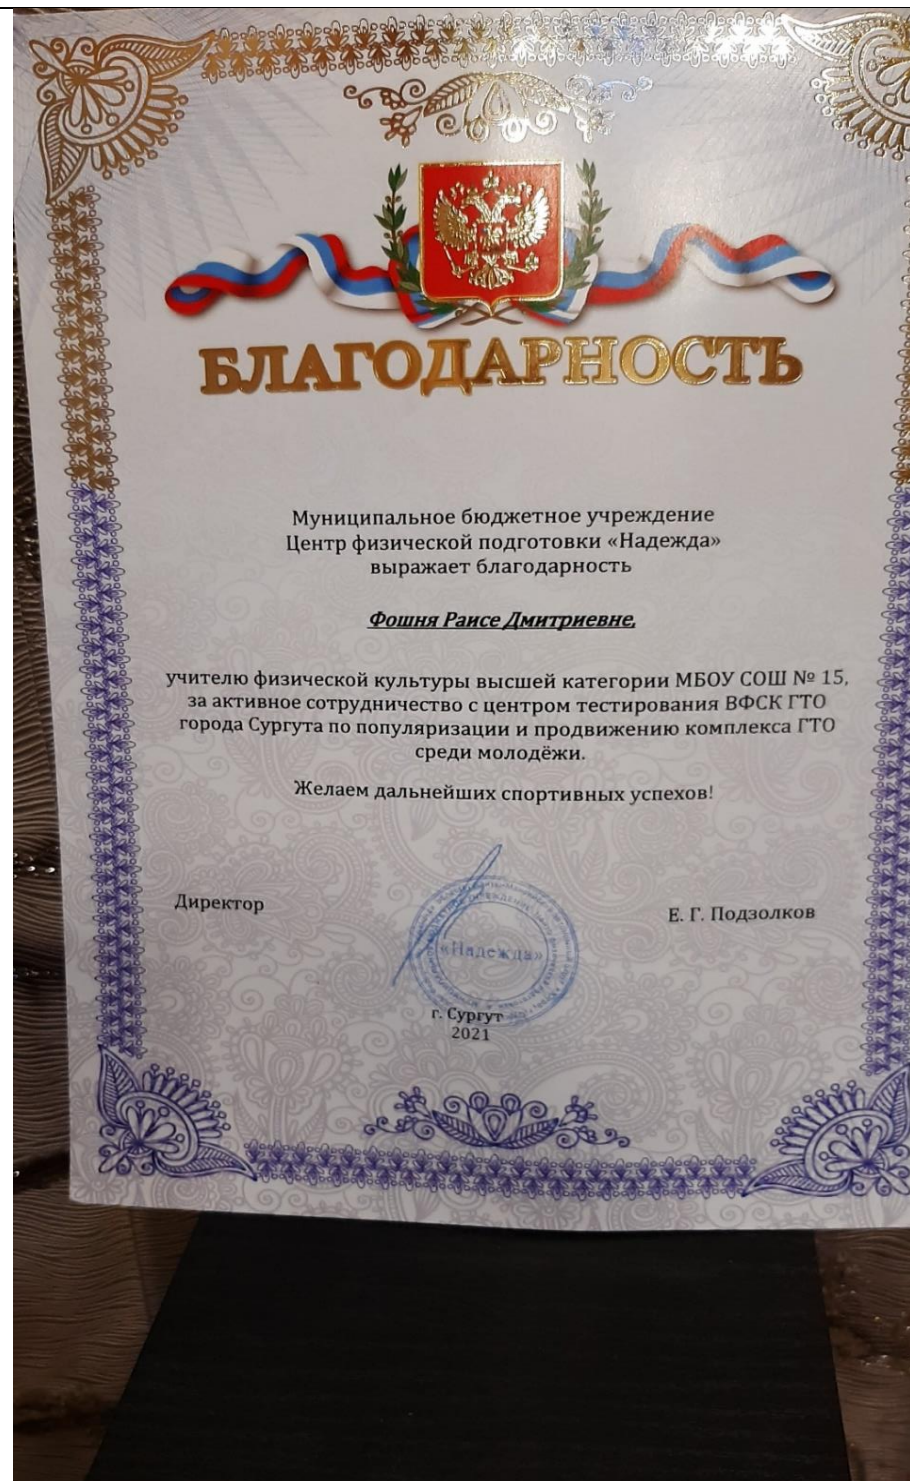 БЛАГОДАРНОСТЬ
Муниципальное бюджетное учреждение
Центр физической подготовки «Надежда»
выражает благодарность
Фошня Раисе Дмитриевне,
учителю физической культуры высшей категории МБОУ СОШ № 15,
за активное сотрудничество с центром тестирования ВФСК ГТО
города Сургута по популяризации и продвижению комплекса ГТО
среди молодёжи.
Желаем дальнейших спортивных успехов!
Директор
Е. Г. Подзолков
«Надежда»
г. Сургут
2021